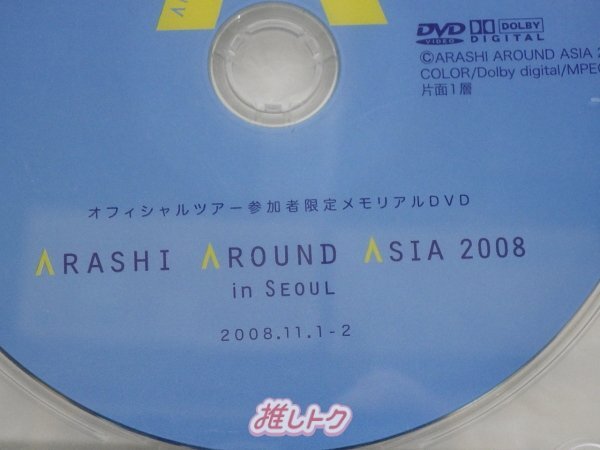 DVD VIDEO DOLBY DIGITAL
©ARASHI AROUND ASIA
COLOR/Dolby digital/MPEG
片面1層
オフィシャルツアー参加者限定メモリアルDVD
ARASHI AROUND ASIA 2008
in SEOUL
2008.11.1-2
推しトク